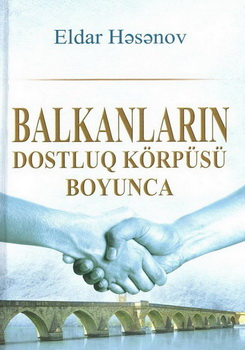 Eldar Həsənov
BALKANLARIN
DOSTLUQ KÖRPÜSÜ
BOYUNCA